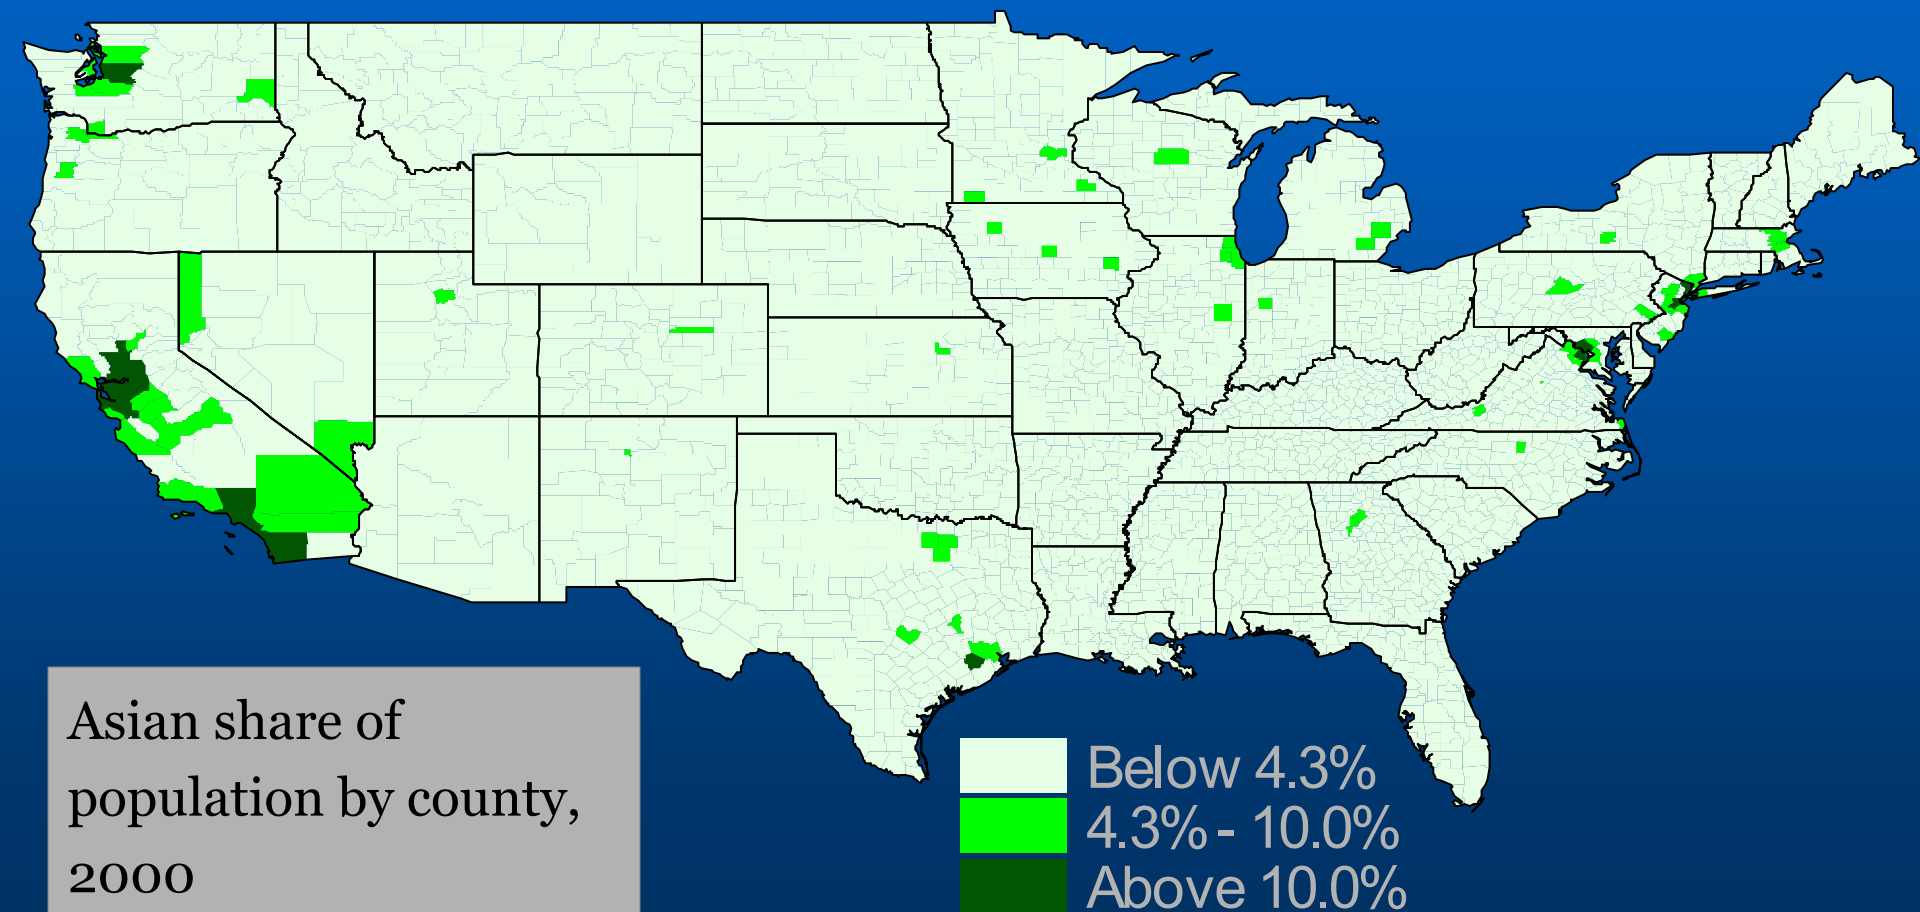 Asian share of
population by county,
2000
Below 4.3%
4.3% - 10.0%
Above 10.0%